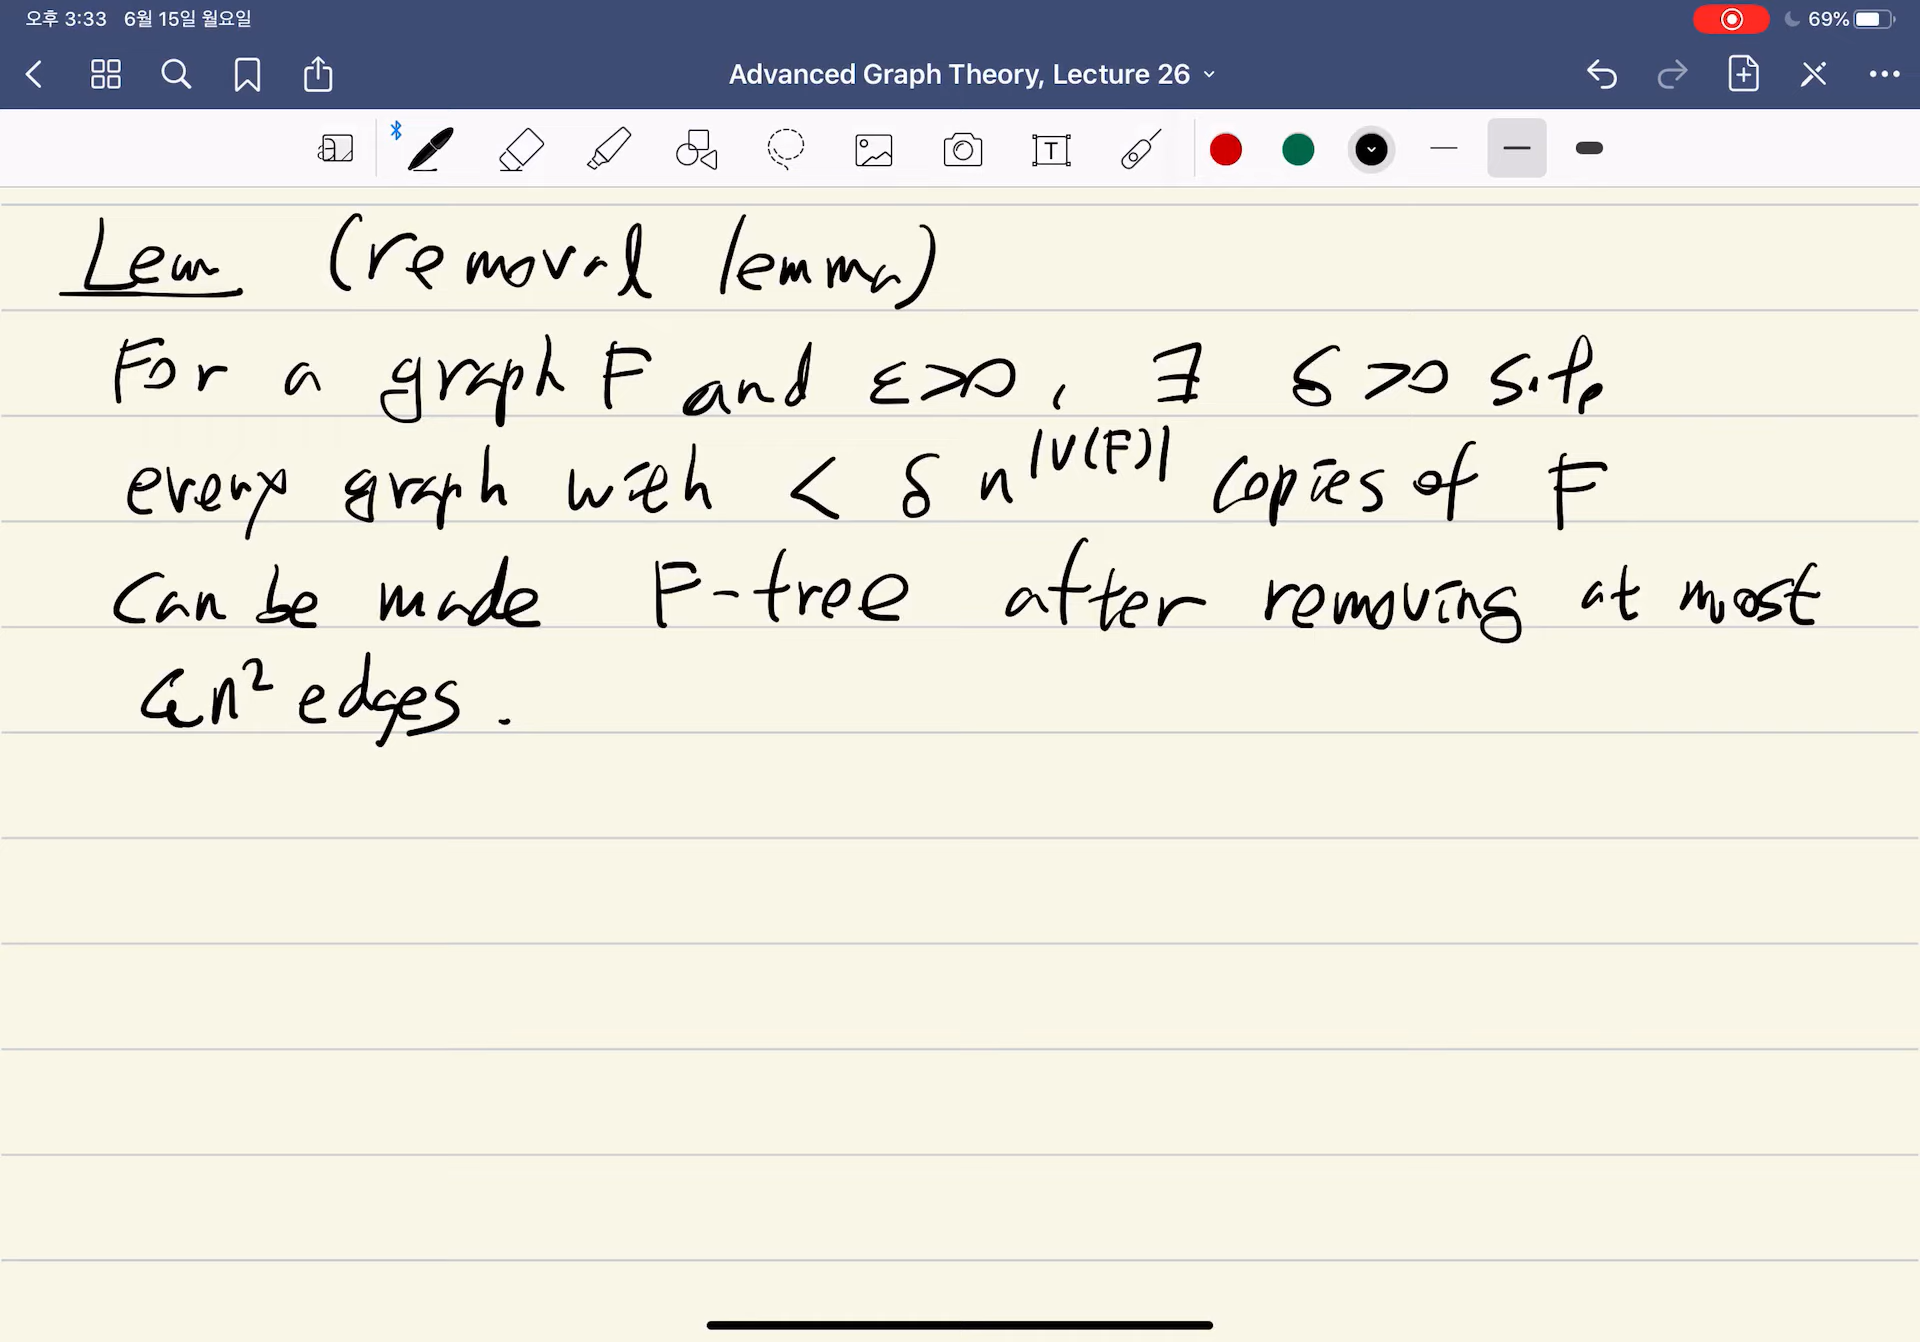 오후 3:33 6월 15일 월요일
69%
Advanced Graph Theory, Lecture 26
Lem (removal lemma)
For a graph F and ε>0, ∃ δ>0 s.t.
every graph with < δ n^|V(F)| copies of F
can be made F-free after removing at most
εn² edges.